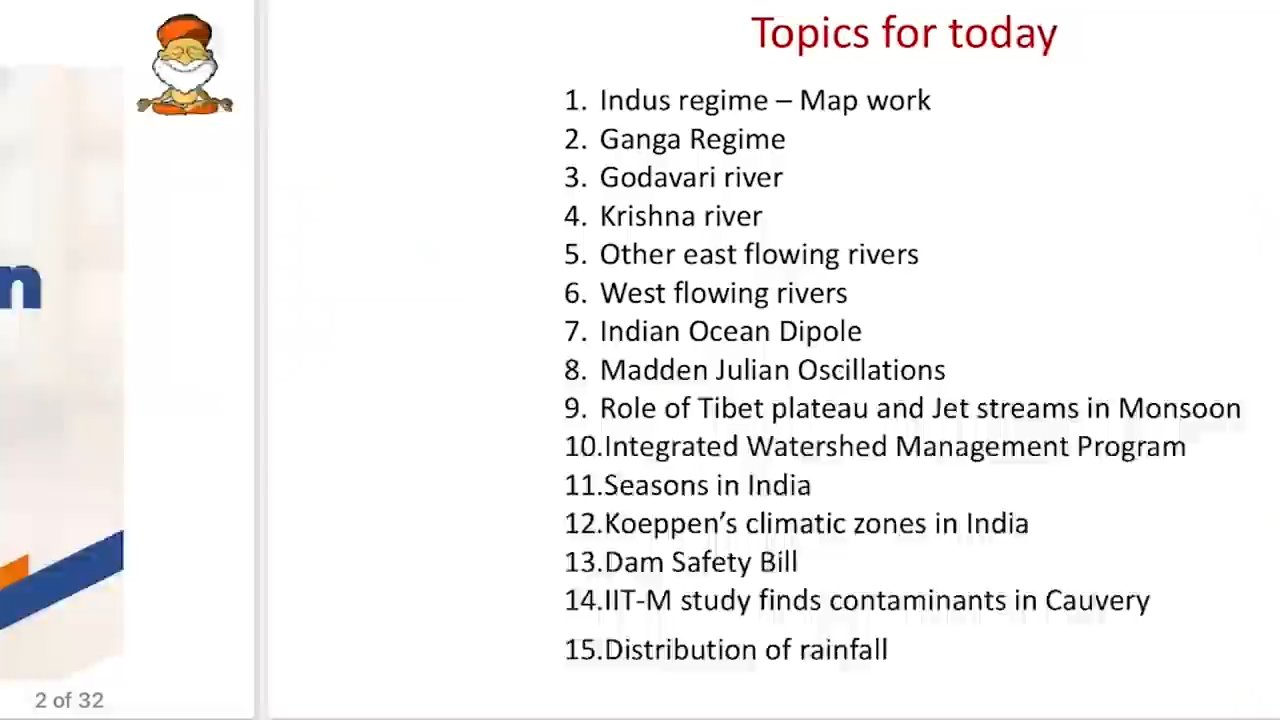 Topics for today
1. Indus regime – Map work
2. Ganga Regime
3. Godavari river
4. Krishna river
5. Other east flowing rivers
6. West flowing rivers
7. Indian Ocean Dipole
8. Madden Julian Oscillations
9. Role of Tibet plateau and Jet streams in Monsoon
10.Integrated Watershed Management Program
11.Seasons in India
12.Koeppen’s climatic zones in India
13.Dam Safety Bill
14.IIT-M study finds contaminants in Cauvery
15.Distribution of rainfall
n
2 of 32